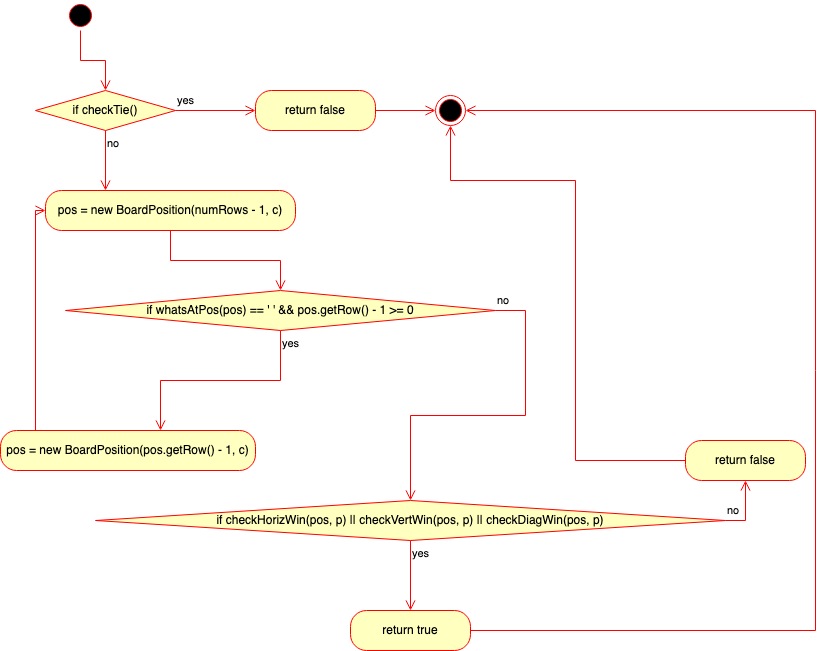 if checkTie()
yes
return false
no
pos = new BoardPosition(numRows - 1, c)
if whatsAtPos(pos) == ' ' && pos.getRow() - 1 >= 0
no
yes
pos = new BoardPosition(pos.getRow() - 1, c)
return false
if checkHorizWin(pos, p) || checkVertWin(pos, p) || checkDiagWin(pos, p)
no
yes
return true